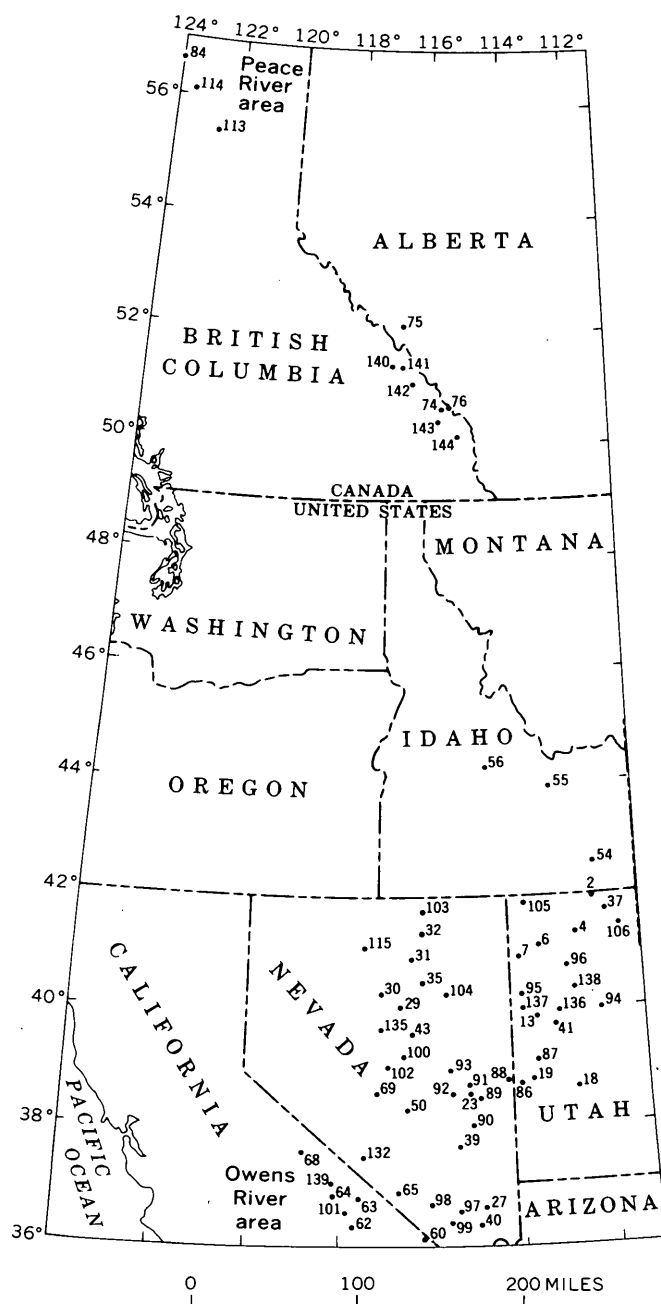 124° 122° 120° 118° 116° 114° 112°
84
Peace
River
area
56°
114
113
54°
ALBERTA
52°
75
BRITISH
COLUMBIA
140 141
142
74 76
50°
143
144
CANADA
UNITED STATES
48°
MONTANA
WASHINGTON
46°
IDAHO
56
44°
55
OREGON
54
42°
2
103 105 37
32 4 106
115 6
31 7
96
CALIFORNIA
NEVADA
35 138
30 104 95
40°
29 137 136 94
135 43 13 41
100 87
102 93 88 19
69 92 91 89 86 18
23
50
UTAH
38°
90
39
PACIFIC
OCEAN
68 132
139
Owens
River
area
64 65
63 98 97 27
ARIZONA
101
62 99 40
36°
60
0 100 200 MILES